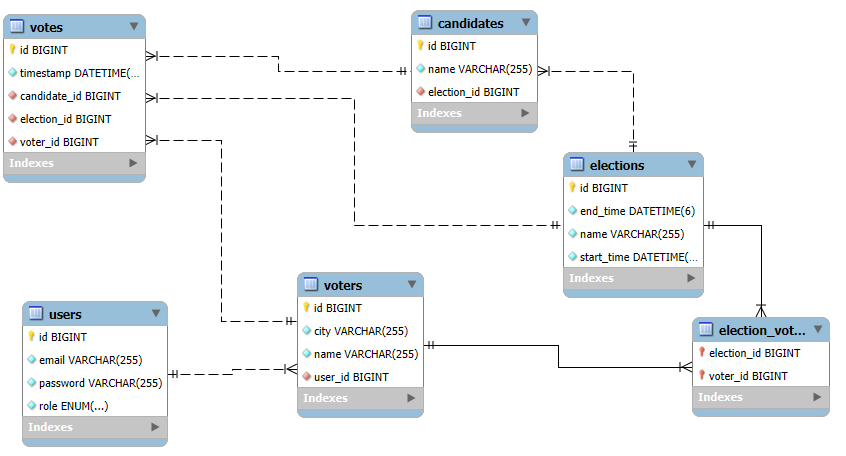 votes
id BIGINT
timestamp DATETIME(...
candidate_id BIGINT
election_id BIGINT
voter_id BIGINT
Indexes
candidates
id BIGINT
name VARCHAR(255)
election_id BIGINT
Indexes
elections
id BIGINT
end_time DATETIME(6)
name VARCHAR(255)
start_time DATETIME(...
Indexes
users
id BIGINT
email VARCHAR(255)
password VARCHAR(255)
role ENUM(...)
Indexes
voters
id BIGINT
city VARCHAR(255)
name VARCHAR(255)
user_id BIGINT
Indexes
election_vot...
election_id BIGINT
voter_id BIGINT
Indexes